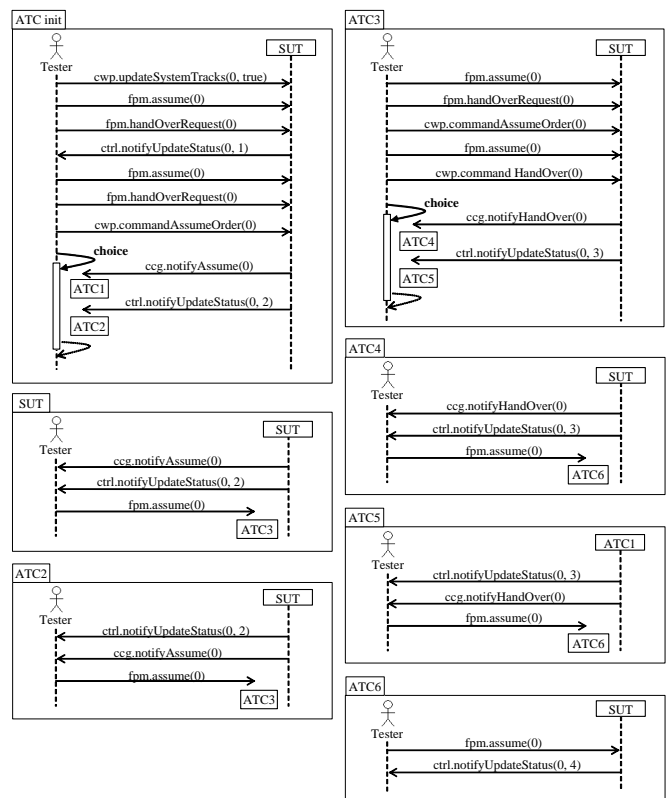 ATC init
Tester
SUT
cwp.updateSystemTracks(0, true)
fpm.assume(0)
fpm.handOverRequest(0)
ctrl.notifyUpdateStatus(0, 1)
fpm.assume(0)
fpm.handOverRequest(0)
cwp.commandAssumeOrder(0)
choice
ccg.notifyAssume(0)
ATC1
ctrl.notifyUpdateStatus(0, 2)
ATC2
SUT
Tester
SUT
ccg.notifyAssume(0)
ctrl.notifyUpdateStatus(0, 2)
fpm.assume(0)
ATC3
ATC2
Tester
SUT
ctrl.notifyUpdateStatus(0, 2)
ccg.notifyAssume(0)
fpm.assume(0)
ATC3
ATC3
Tester
SUT
fpm.assume(0)
fpm.handOverRequest(0)
cwp.commandAssumeOrder(0)
fpm.assume(0)
cwp.command HandOver(0)
choice
ccg.notifyHandOver(0)
ATC4
ctrl.notifyUpdateStatus(0, 3)
ATC5
ATC4
Tester
SUT
ccg.notifyHandOver(0)
ctrl.notifyUpdateStatus(0, 3)
fpm.assume(0)
ATC6
ATC5
Tester
ATC1
ctrl.notifyUpdateStatus(0, 3)
ccg.notifyHandOver(0)
fpm.assume(0)
ATC6
ATC6
Tester
SUT
fpm.assume(0)
ctrl.notifyUpdateStatus(0, 4)